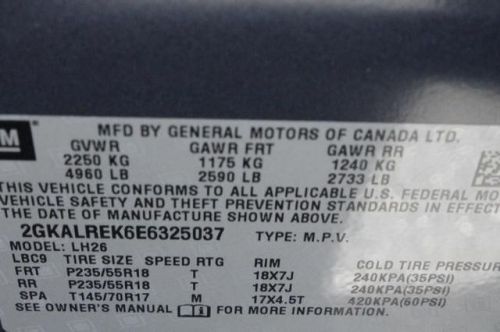 M MFD BY GENERAL MOTORS OF CANADA LTD.
GVWR GAWR FRT GAWR RR
2250 KG 1175 KG 1240 KG
4960 LB 2590 LB 2733 LB
THIS VEHICLE CONFORMS TO ALL APPLICABLE U.S. FEDERAL MOTOR
VEHICLE SAFETY AND THEFT PREVENTION STANDARDS IN EFFECT
THE DATE OF MANUFACTURE SHOWN ABOVE.
2GKALREK6E6325037 TYPE: M.P.V.
MODEL: LH26
LBC9 TIRE SIZE SPEED RTG RIM COLD TIRE PRESSUR
FRT P235/55R18 T 18X7J 240KPA(35PSI)
RR P235/55R18 T 18X7J 240KPA(35PSI)
SPA T145/70R17 M 17X4.5T 420KPA(60PSI)
SEE OWNER'S MANUAL FOR MORE INFORMATION.